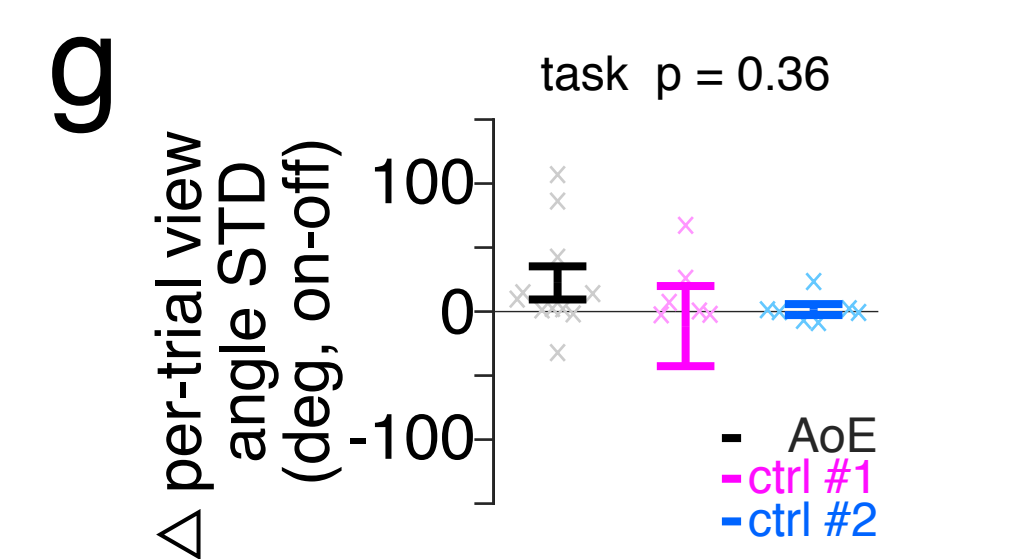 g
task p = 0.36
△ per-trial view
angle STD
(deg, on-off)
100
0
-100
AoE
ctrl #1
ctrl #2